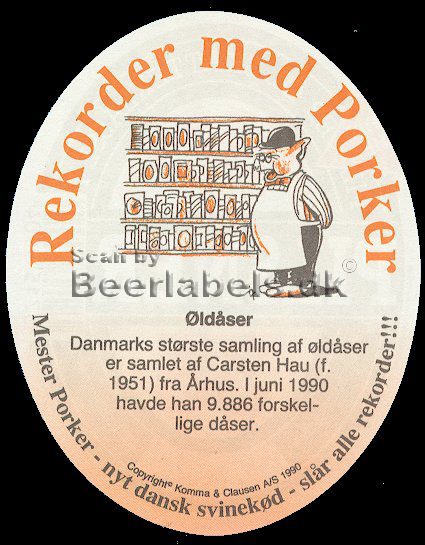 Rekorder med Porker
©
Scan by
Beerlabels.dk
Øldåser
Danmarks største samling af øldåser
er samlet af Carsten Hau (f.
1951) fra Århus. I juni 1990
havde han 9.886 forskel-
lige dåser.
Copyright® Komma & Clausen A/S 1990
Mester Porker - nyt dansk svinekød - slår alle rekorder!!!